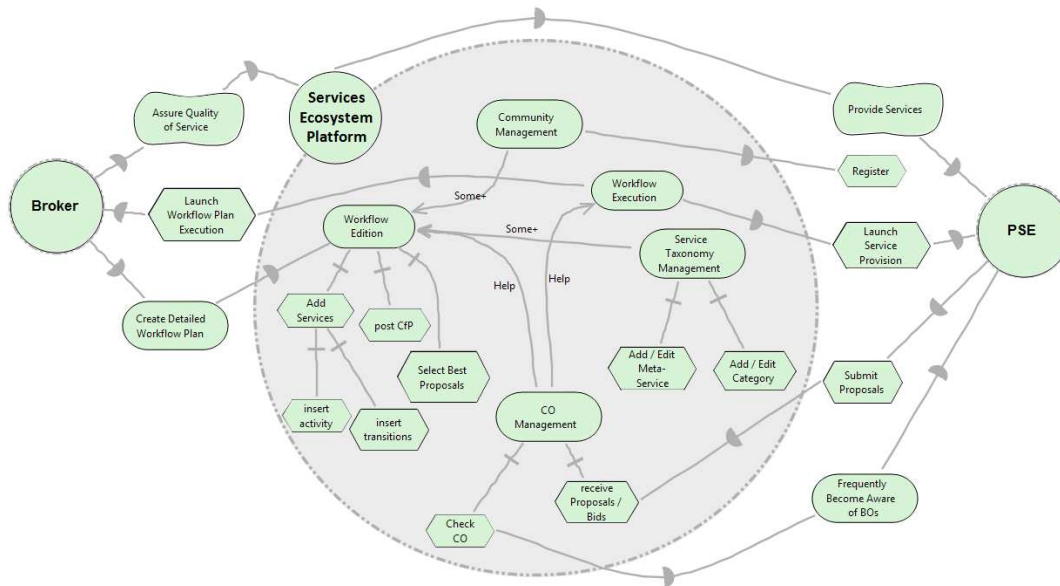 Services
Ecosystem
Platform
Assure Quality
of Service
Community
Management
Provide Services
Register
Broker
Launch
Workflow Plan
Execution
Some+
Workflow
Execution
Workflow
Edition
Some+
Service
Taxonomy
Management
Launch
Service
Provision
PSE
Help
Help
Create Detailed
Workflow Plan
Add
Services
post CfP
Select Best
Proposals
Add / Edit
Meta-
Service
Add / Edit
Category
Submit
Proposals
insert
activity
insert
transitions
CO
Management
receive
Proposals /
Bids
Check
CO
Frequently
Become Aware
of BOs